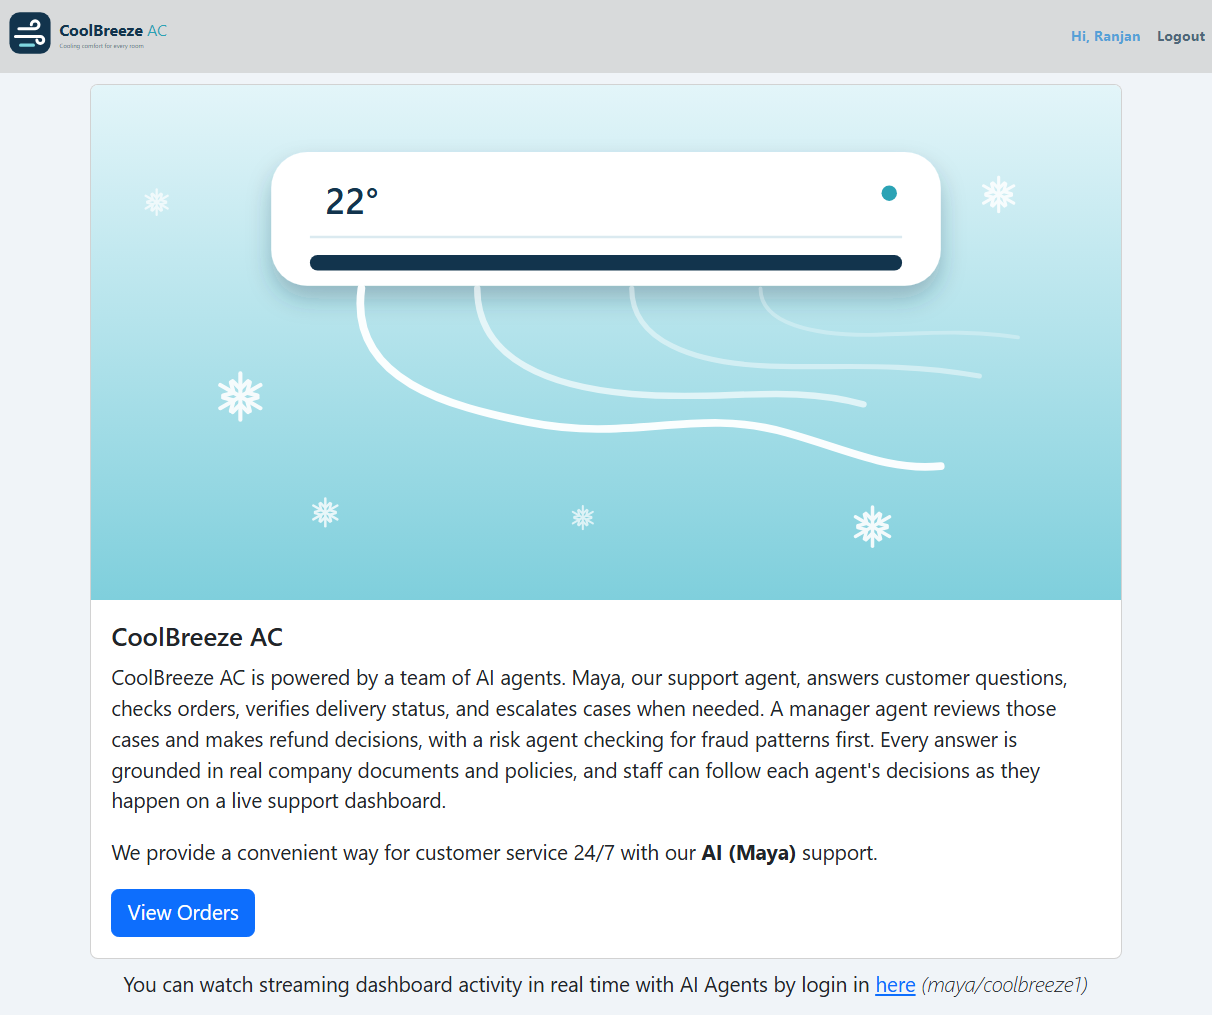 CoolBreeze AC
Cooling comfort for every room
Hi, Ranjan
Logout
22°
CoolBreeze AC
CoolBreeze AC is powered by a team of AI agents. Maya, our support agent, answers customer questions,
checks orders, verifies delivery status, and escalates cases when needed. A manager agent reviews those
cases and makes refund decisions, with a risk agent checking for fraud patterns first. Every answer is
grounded in real company documents and policies, and staff can follow each agent's decisions as they
happen on a live support dashboard.
We provide a convenient way for customer service 24/7 with our AI (Maya) support.
View Orders
You can watch streaming dashboard activity in real time with AI Agents by login in here (maya/coolbreeze1)